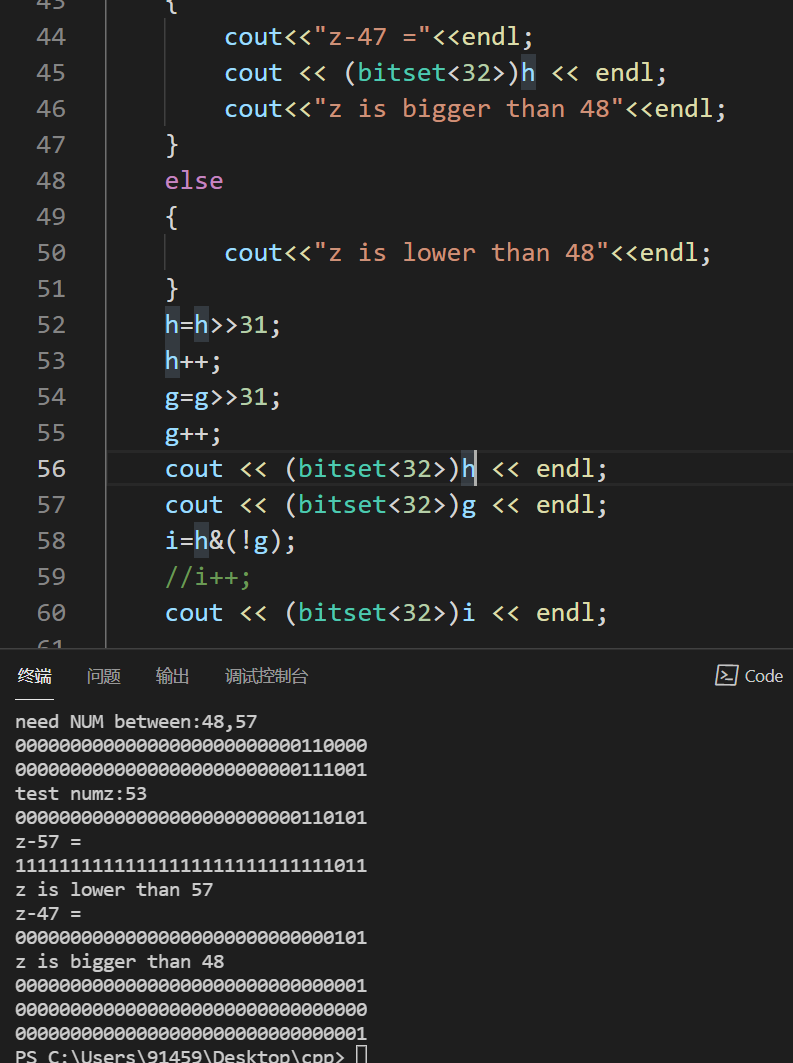 43 {
44 cout<<"z-47 ="<<endl;
45 cout << (bitset<32>)h << endl;
46 cout<<"z is bigger than 48"<<endl;
47 }
48 else
49 {
50 cout<<"z is lower than 48"<<endl;
51 }
52 h=h>>31;
53 h++;
54 g=g>>31;
55 g++;
56 cout << (bitset<32>)h << endl;
57 cout << (bitset<32>)g << endl;
58 i=h&(!g);
59 //i++;
60 cout << (bitset<32>)i << endl;
61
终端 问题 输出 调试控制台 Code
need NUM between:48,57
00000000000000000000000000110000
00000000000000000000000000111001
test numz:53
00000000000000000000000000110101
z-57 =
11111111111111111111111111111011
z is lower than 57
z-47 =
00000000000000000000000000000101
z is bigger than 48
00000000000000000000000000000001
00000000000000000000000000000000
00000000000000000000000000000001
PS C:\Users\91459\Desktop\cpp>